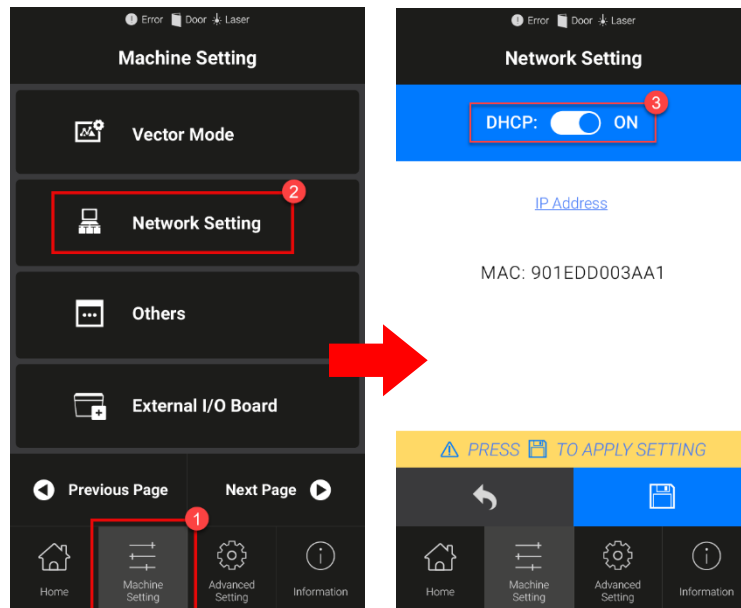 Error Door Laser
Machine Setting
Vector Mode
2
Network Setting
Others
External I/O Board
Previous Page Next Page
1
Home
Machine
Setting
Advanced
Setting
Information
Error Door Laser
Network Setting
3
DHCP: ON
IP Address
MAC: 901EDD003AA1
PRESS TO APPLY SETTING
Home
Machine
Setting
Advanced
Setting
Information